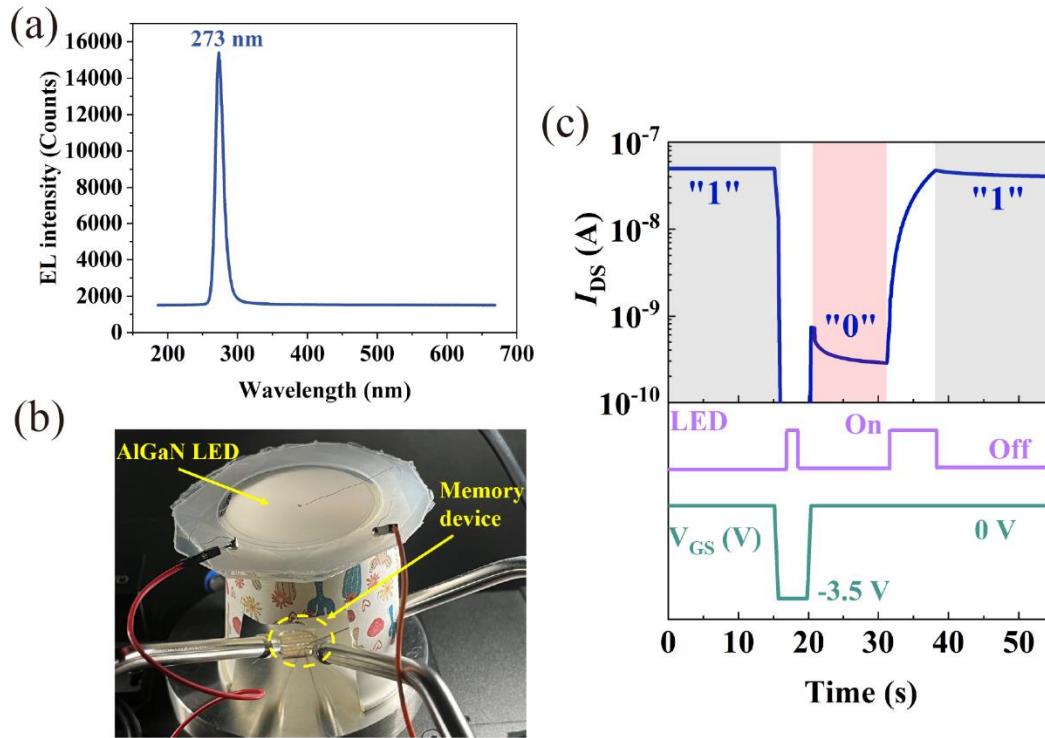 (a)
273 nm
16000
14000
12000
10000
8000
6000
4000
2000
0
EL intensity (Counts)
200 300 400 500 600 700
Wavelength (nm)
(b)
AlGaN LED
Memory
device
(c)
10⁻⁷
10⁻⁸
10⁻⁹
10⁻¹⁰
I_DS (A)
"1"
"0"
"1"
LED
On
Off
V_GS (V)
0 V
-3.5 V
0 10 20 30 40 50
Time (s)